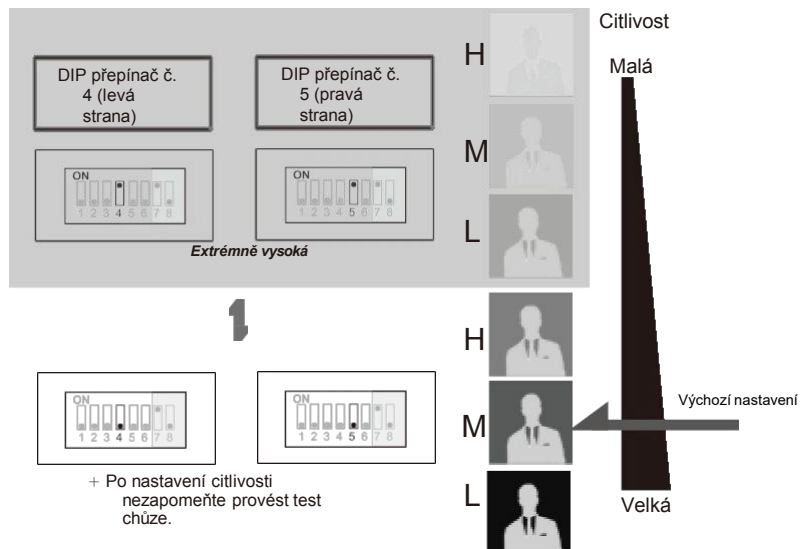 Citlivost
DIP přepínač č.
4 (levá
strana)
DIP přepínač č.
5 (pravá
strana)
H
Malá
M
ON
1 2 3 4 5 6 7 8
ON
1 2 3 4 5 6 7 8
L
Extrémně vysoká
H
Výchozí nastavení
ON
1 2 3 4 5 6 7 8
ON
1 2 3 4 5 6 7 8
M
+ Po nastavení citlivosti
nezapomeňte provést test
chůze.
L
Velká